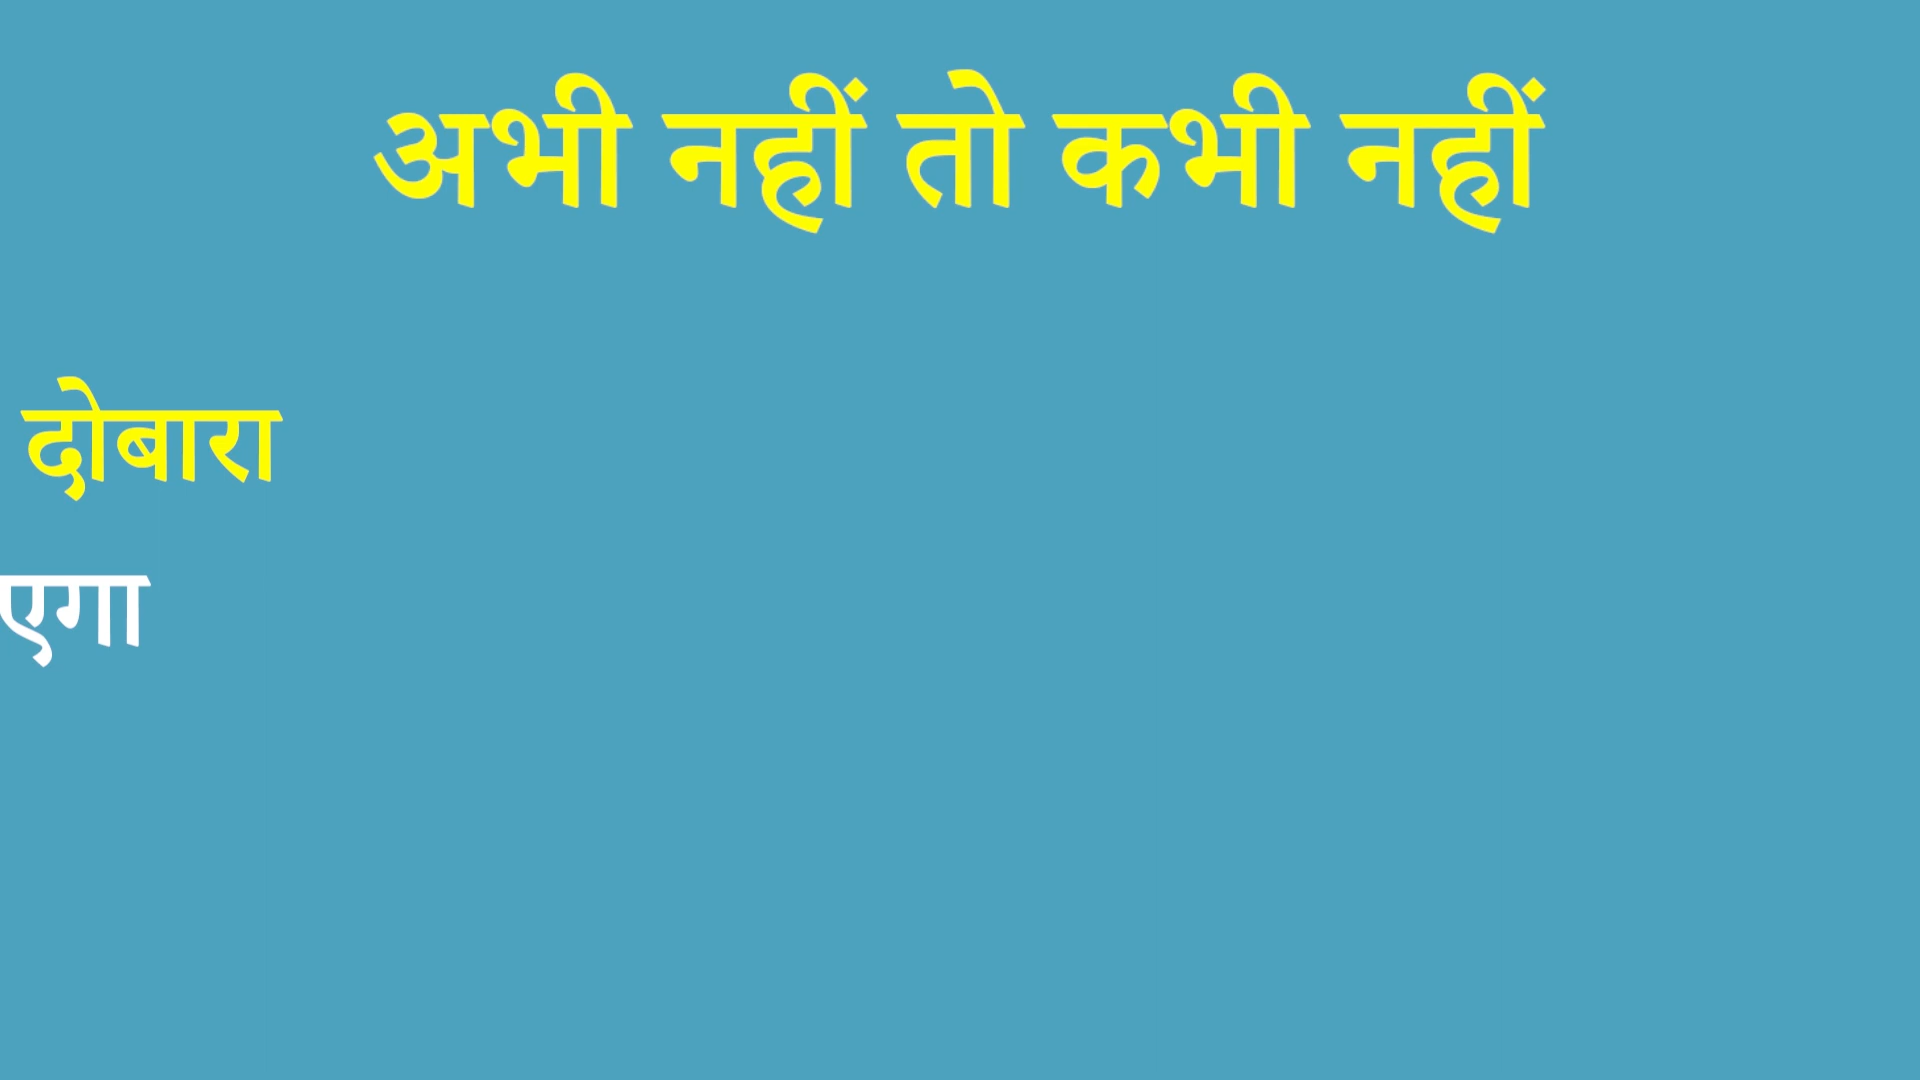 अभी नहीं तो कभी नहीं
दोबारा
एगा